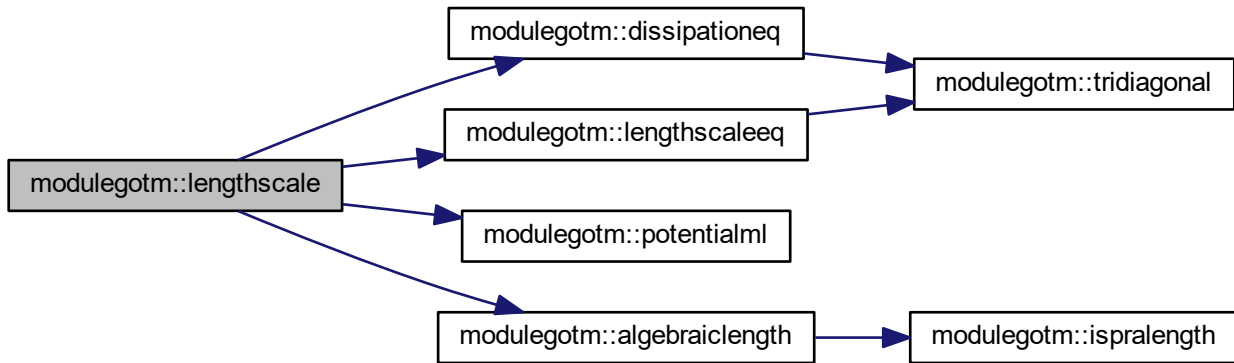 modulegotm::dissipationeq
modulegotm::tridiagonal
modulegotm::lengthscaleeq
modulegotm::lengthscale
modulegotm::potentialml
modulegotm::algebraiclength
modulegotm::ispralength